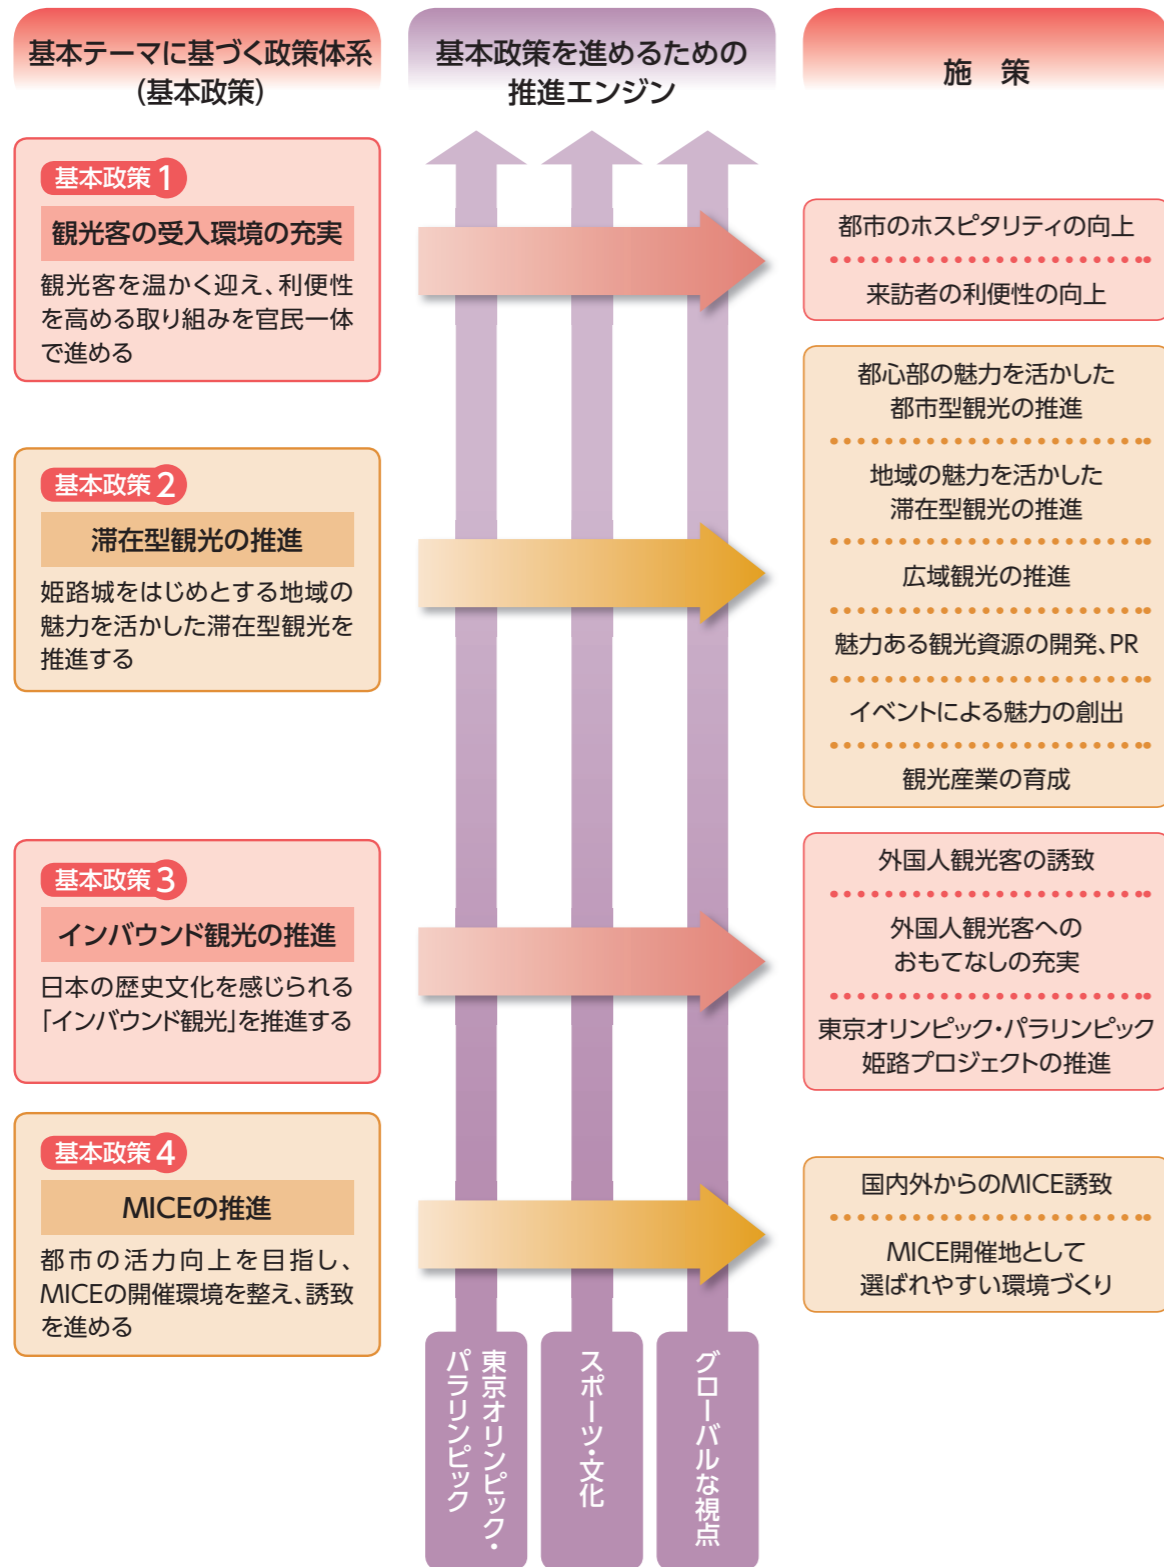 基本テーマに基づく政策体系
(基本政策)
基本政策を進めるための
推進エンジン
施　策
基本政策1
観光客の受入環境の充実
観光客を温かく迎え、利便性
を高める取り組みを官民一体
で進める
都市のホスピタリティの向上
来訪者の利便性の向上
基本政策2
滞在型観光の推進
姫路城をはじめとする地域の
魅力を活かした滞在型観光を
推進する
都心部の魅力を活かした
都市型観光の推進
地域の魅力を活かした
滞在型観光の推進
広域観光の推進
魅力ある観光資源の開発、PR
イベントによる魅力の創出
観光産業の育成
基本政策3
インバウンド観光の推進
日本の歴史文化を感じられる
「インバウンド観光」を推進する
外国人観光客の誘致
外国人観光客への
おもてなしの充実
東京オリンピック・パラリンピック
姫路プロジェクトの推進
基本政策4
MICEの推進
都市の活力向上を目指し、
MICEの開催環境を整え、誘致
を進める
国内外からのMICE誘致
MICE開催地として
選ばれやすい環境づくり
東京オリンピック・
パラリンピック
スポーツ・文化
グローバルな視点